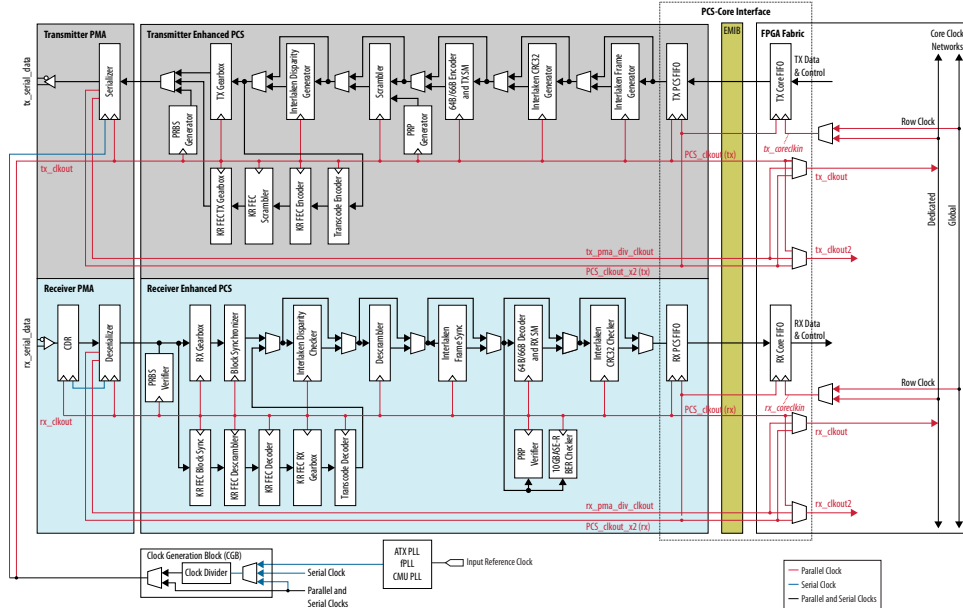 PCS-Core Interface
Transmitter PMA
Transmitter Enhanced PCS
EMIB
FPGA Fabric
Core Clock
Networks
tx_serial_data
Serializer
TX Gearbox
Interlaken Disparity
Generator
Scrambler
64B/66B Encoder
and TX SM
Interlaken CRC32
Generator
Interlaken Frame
Generator
TX PCS FIFO
TX Core FIFO
TX Data
& Control
PRBS
Generator
PRP
Generator
Row Clock
tx_coreclkin
tx_clkout
PCS_clkout (tx)
tx_clkout
KR FEC TX Gearbox
KR FEC
Scrambler
KR FEC Encoder
Transcode Encoder
Dedicated
Global
tx_pma_div_clkout
tx_clkout2
PCS_clkout_x2 (tx)
Receiver PMA
Receiver Enhanced PCS
rx_serial_data
CDR
Deserializer
RX Gearbox
Block Synchronizer
Interlaken Disparity
Checker
Descrambler
Interlaken
Frame Sync
64B/66B Decoder
and RX SM
Interlaken
CRC32 Checker
RX PCS FIFO
RX Core FIFO
RX Data
& Control
PRBS
Verifier
Row Clock
rx_coreclkin
rx_clkout
PCS_clkout (rx)
rx_clkout
KR FEC Block Sync
KR FEC Descrambler
KR FEC Decoder
KR FEC RX
Gearbox
Transcode Decoder
PRP
Verifier
10GBASE-R
BER Checker
rx_pma_div_clkout
rx_clkout2
PCS_clkout_x2 (rx)
Clock Generation Block (CGB)
Clock Divider
Serial Clock
Parallel and
Serial Clocks
ATX PLL
fPLL
CMU PLL
Input Reference Clock
Parallel Clock
Serial Clock
Parallel and Serial Clocks